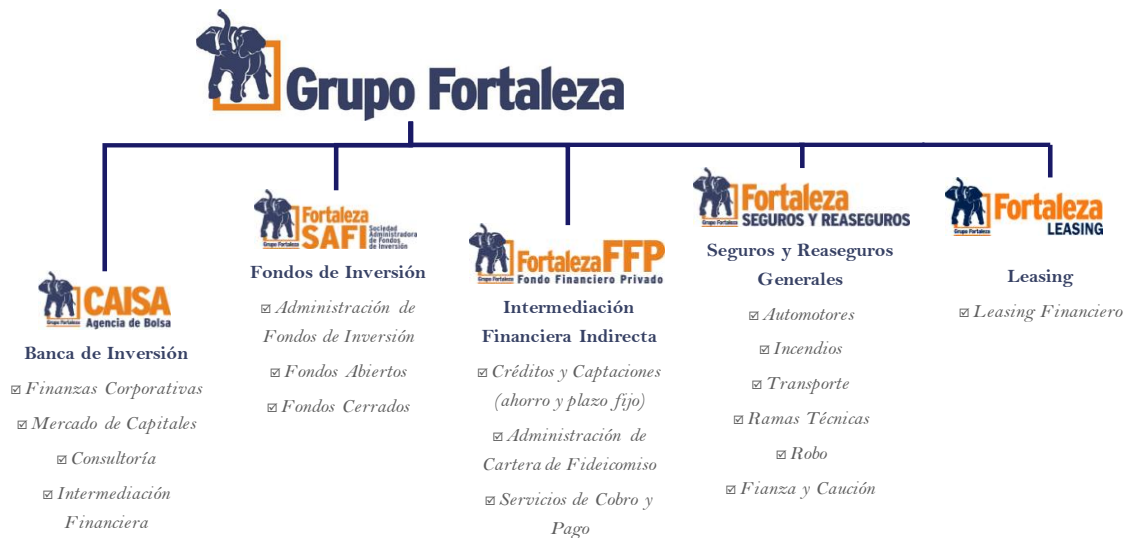 Grupo Fortaleza
Grupo Fortaleza
CAISA
Agencia de Bolsa
Banca de Inversión
☑ Finanzas Corporativas
☑ Mercado de Capitales
☑ Consultoría
☑ Intermediación
Financiera
Grupo Fortaleza
Fortaleza
SAFI
Sociedad
Administradora
de Fondos
de Inversión
Fondos de Inversión
☑ Administración de
Fondos de Inversión
☑ Fondos Abiertos
☑ Fondos Cerrados
Grupo Fortaleza
Fortaleza FFP
Fondo Financiero Privado
Intermediación
Financiera Indirecta
☑ Créditos y Captaciones
(ahorro y plazo fijo)
☑ Administración de
Cartera de Fideicomiso
☑ Servicios de Cobro y
Pago
Grupo Fortaleza
Fortaleza
SEGUROS Y REASEGUROS
Seguros y Reaseguros
Generales
☑ Automotores
☑ Incendios
☑ Transporte
☑ Ramas Técnicas
☑ Robo
☑ Fianza y Caución
Grupo Fortaleza
Fortaleza
LEASING
Leasing
☑ Leasing Financiero